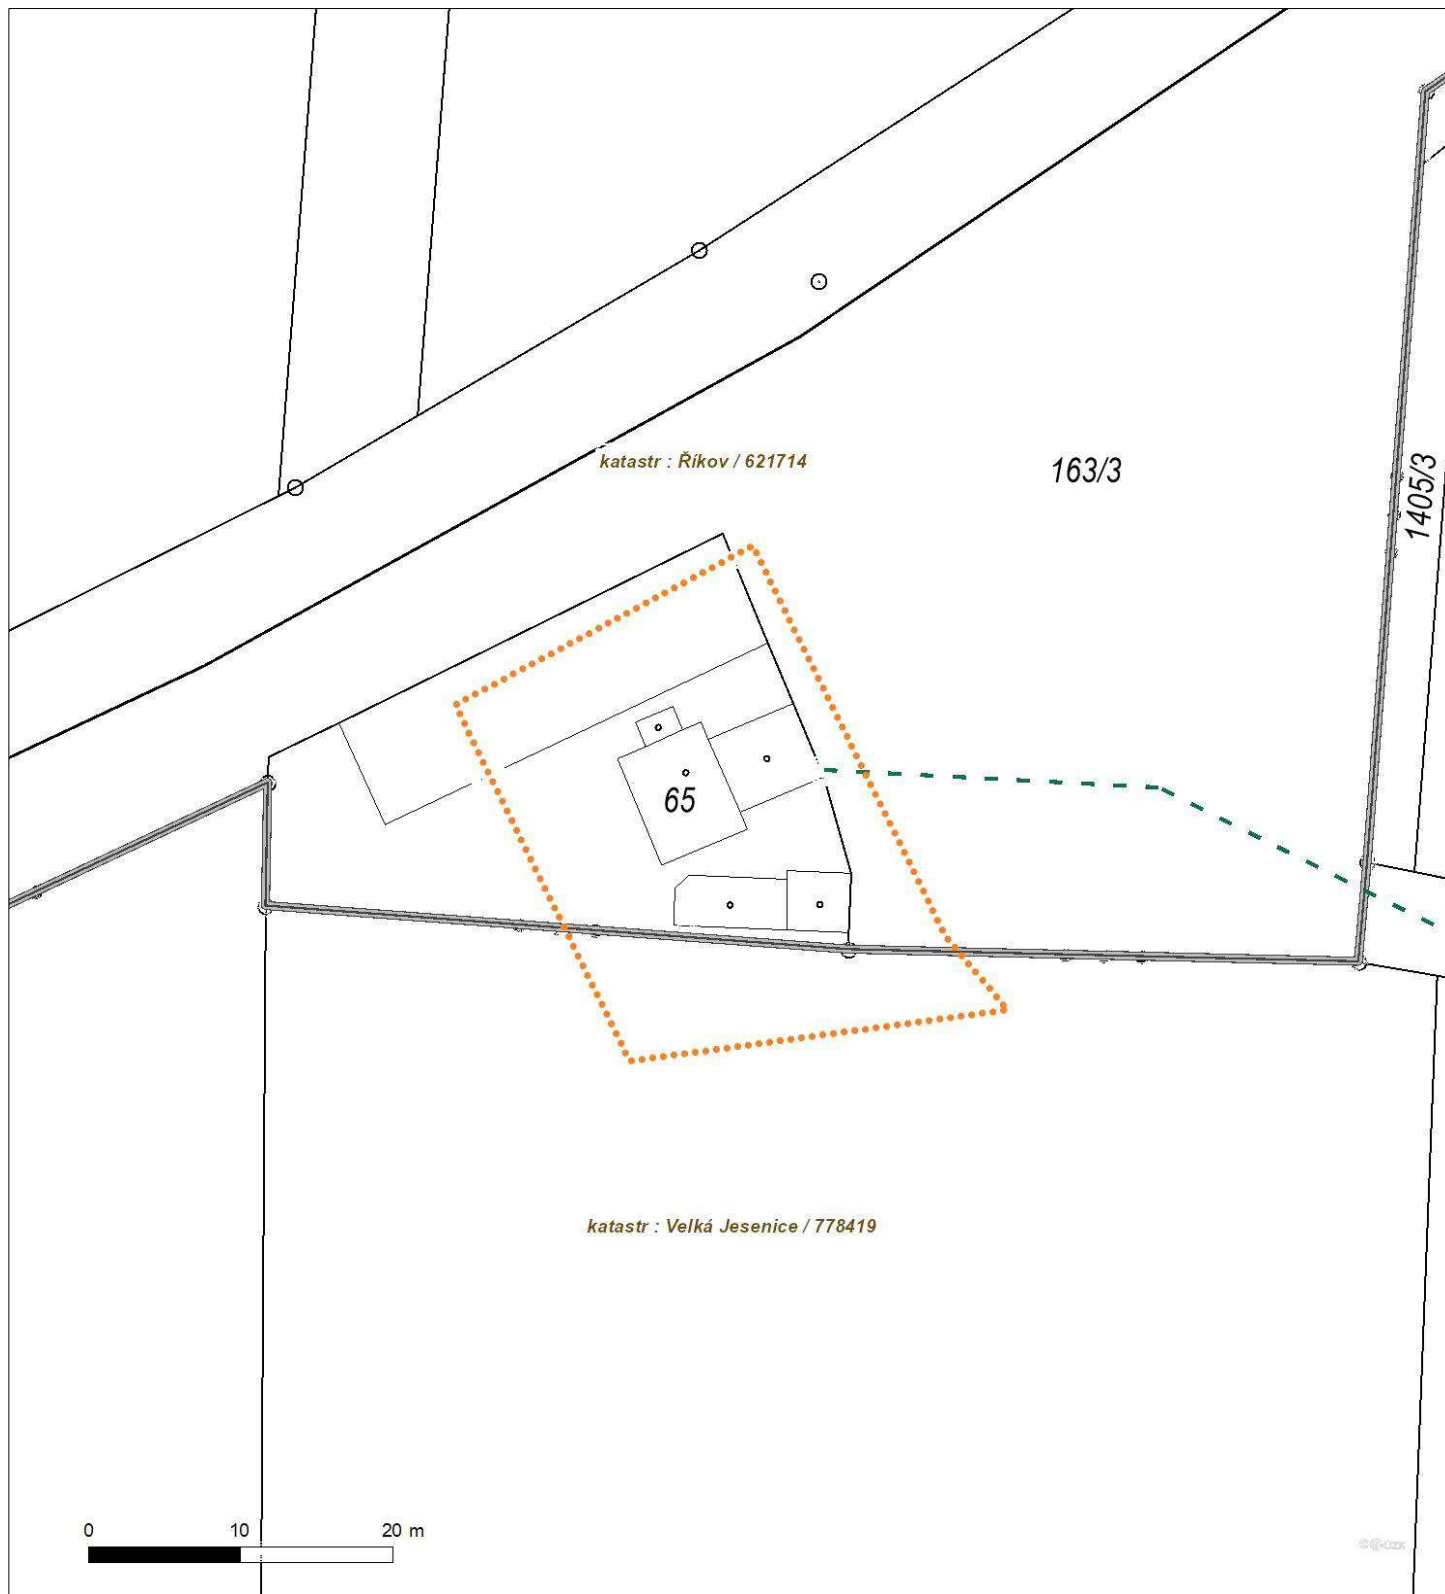 katastr : Říkov / 621714
163/3
1405/3
65
katastr : Velká Jesenice / 778419
0 10 20 m